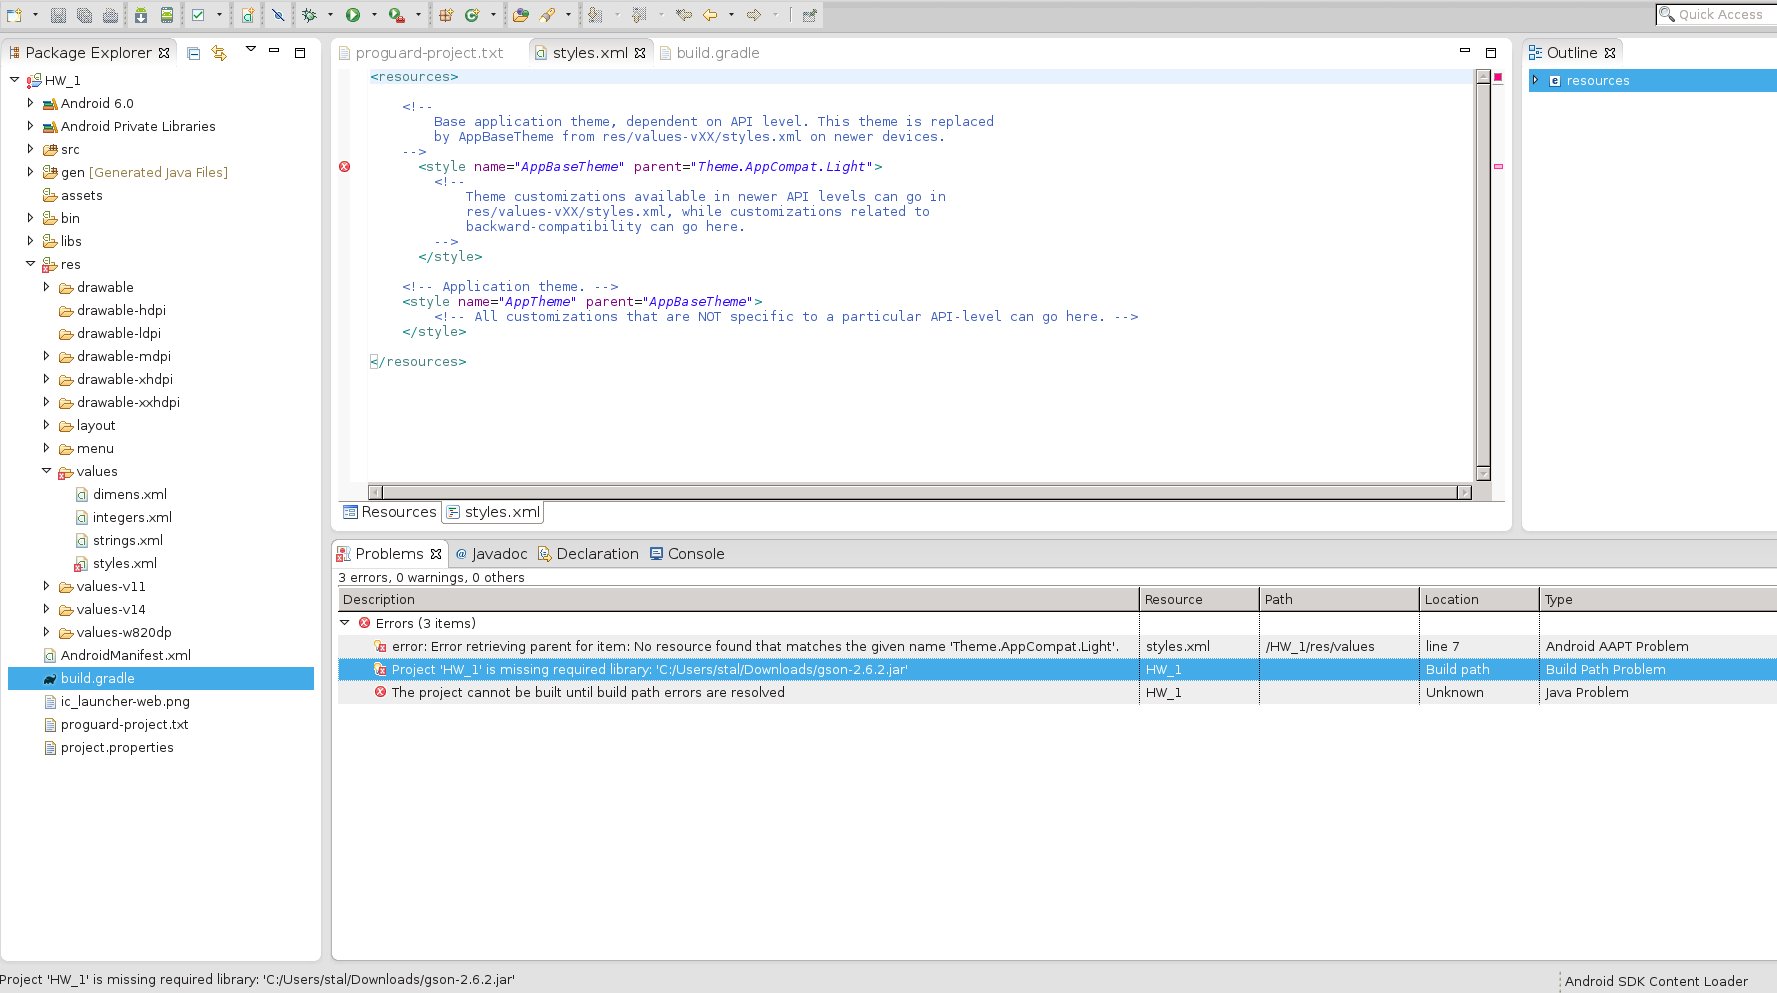 Quick Access
Package Explorer
HW_1
Android 6.0
Android Private Libraries
src
gen [Generated Java Files]
assets
bin
libs
res
drawable
drawable-hdpi
drawable-ldpi
drawable-mdpi
drawable-xhdpi
drawable-xxhdpi
layout
menu
values
dimens.xml
integers.xml
strings.xml
styles.xml
values-v11
values-v14
values-w820dp
AndroidManifest.xml
build.gradle
ic_launcher-web.png
proguard-project.txt
project.properties
proguard-project.txt styles.xml build.gradle
<resources>
<!--
Base application theme, dependent on API level. This theme is replaced
by AppBaseTheme from res/values-vXX/styles.xml on newer devices.
-->
<style name="AppBaseTheme" parent="Theme.AppCompat.Light">
<!--
Theme customizations available in newer API levels can go in
res/values-vXX/styles.xml, while customizations related to
backward-compatibility can go here.
-->
</style>
<!-- Application theme. -->
<style name="AppTheme" parent="AppBaseTheme">
<!-- All customizations that are NOT specific to a particular API-level can go here. -->
</style>
</resources>
Resources styles.xml
Outline
resources
Problems Javadoc Declaration Console
3 errors, 0 warnings, 0 others
Description Resource Path Location Type
Errors (3 items)
error: Error retrieving parent for item: No resource found that matches the given name 'Theme.AppCompat.Light'. styles.xml /HW_1/res/values line 7 Android AAPT Problem
Project 'HW_1' is missing required library: 'C:/Users/stal/Downloads/gson-2.6.2.jar' HW_1 Build path Build Path Problem
The project cannot be built until build path errors are resolved HW_1 Unknown Java Problem
Project 'HW_1' is missing required library: 'C:/Users/stal/Downloads/gson-2.6.2.jar'
Android SDK Content Loader